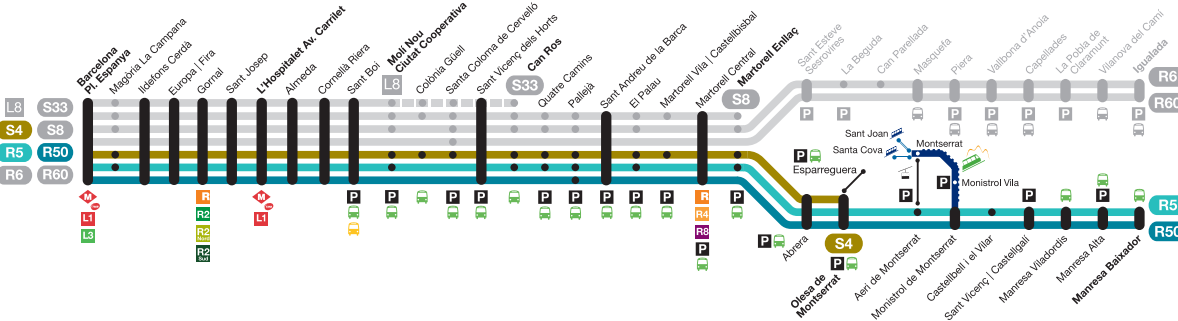 Barcelona
Pl. Espanya
Magòria La Campana
Ildefons Cerdà
Europa | Fira
Gornal
Sant Josep
L'Hospitalet Av. Carrilet
Almeda
Cornellà Riera
Sant Boi
Molí Nou
Ciutat Cooperativa
Colònia Güell
Santa Coloma de Cervelló
Sant Vicenç dels Horts
Can Ros
Quatre Camins
Pallejà
Sant Andreu de la Barca
El Palau
Martorell Vila | Castellbisbal
Martorell Central
Martorell Enllaç
Sant Esteve
Sesrovires
La Beguda
Can Parellada
Masquefa
Piera
Vallbona d'Anoia
Capellades
La Pobla de
Claramunt
Vilanova del Camí
Igualada
L8 S33
S4 S8
R5 R50
R6 R60
L8
S33
S8
R6
R60
P P P P P P P P
Sant Joan
Santa Cova
Montserrat
P
Esparreguera
P
P
Monistrol Vila
M
L1
L3
R
R2
R2
Nord
R2
Sud
M
L1
P P P P P P P P P P
R
R4
R8
P
P
P
P
P
R5
R50
S4
P
P
Abrera
Olesa de
Montserrat
Aeri de Montserrat
Monistrol de Montserrat
Castellbell i el Vilar
Sant Vicenç | Castellgalí
Manresa Viladordis
Manresa Alta
Manresa Baixador